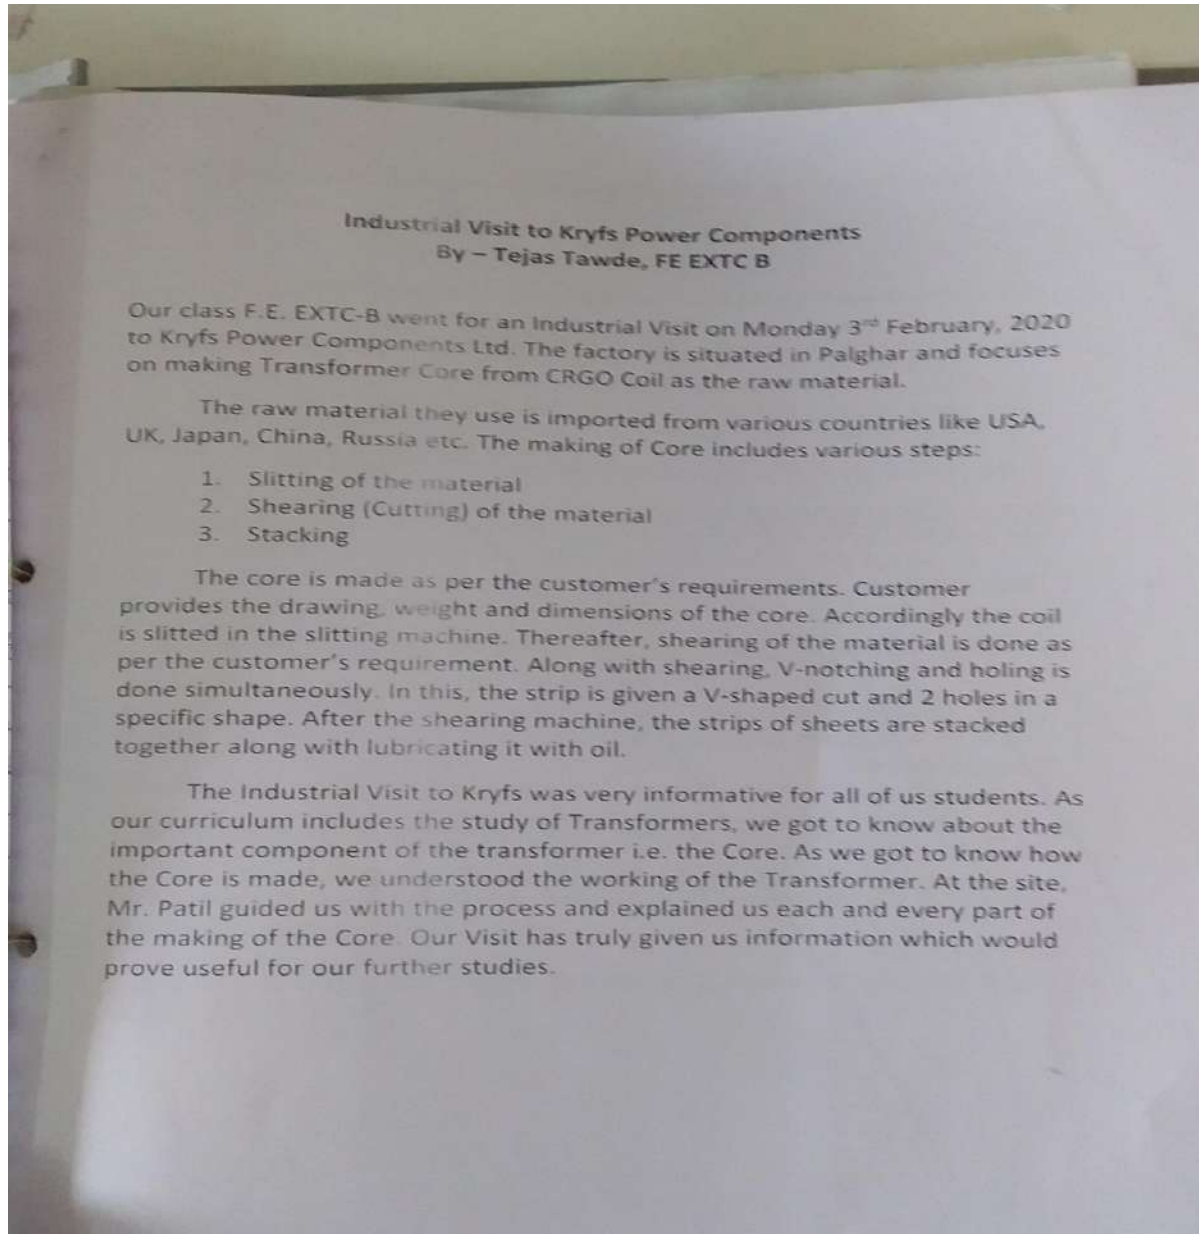 Industrial Visit to Kryfs Power Components
By – Tejas Tawde, FE EXTC B
Our class F.E. EXTC-B went for an Industrial Visit on Monday 3rd February, 2020
to Kryfs Power Components Ltd. The factory is situated in Palghar and focuses
on making Transformer Core from CRGO Coil as the raw material.
The raw material they use is imported from various countries like USA,
UK, Japan, China, Russia etc. The making of Core includes various steps:
1. Slitting of the material
2. Shearing (Cutting) of the material
3. Stacking
The core is made as per the customer's requirements. Customer
provides the drawing, weight and dimensions of the core. Accordingly the coil
is slitted in the slitting machine. Thereafter, shearing of the material is done as
per the customer's requirement. Along with shearing, V-notching and holing is
done simultaneously. In this, the strip is given a V-shaped cut and 2 holes in a
specific shape. After the shearing machine, the strips of sheets are stacked
together along with lubricating it with oil.
The Industrial Visit to Kryfs was very informative for all of us students. As
our curriculum includes the study of Transformers, we got to know about the
important component of the transformer i.e. the Core. As we got to know how
the Core is made, we understood the working of the Transformer. At the site,
Mr. Patil guided us with the process and explained us each and every part of
the making of the Core. Our Visit has truly given us information which would
prove useful for our further studies.